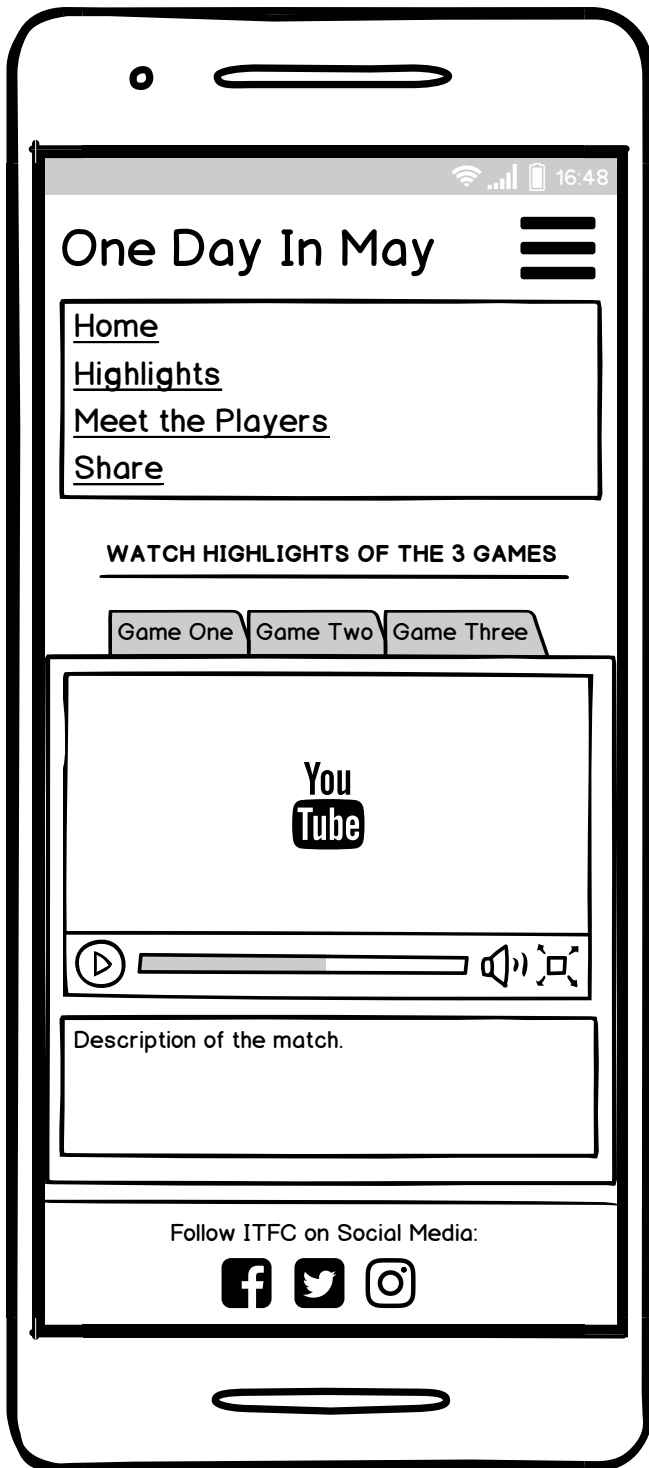 16:48
One Day In May
Home
Highlights
Meet the Players
Share
WATCH HIGHLIGHTS OF THE 3 GAMES
Game One Game Two Game Three
You
Tube
Description of the match.
Follow ITFC on Social Media: